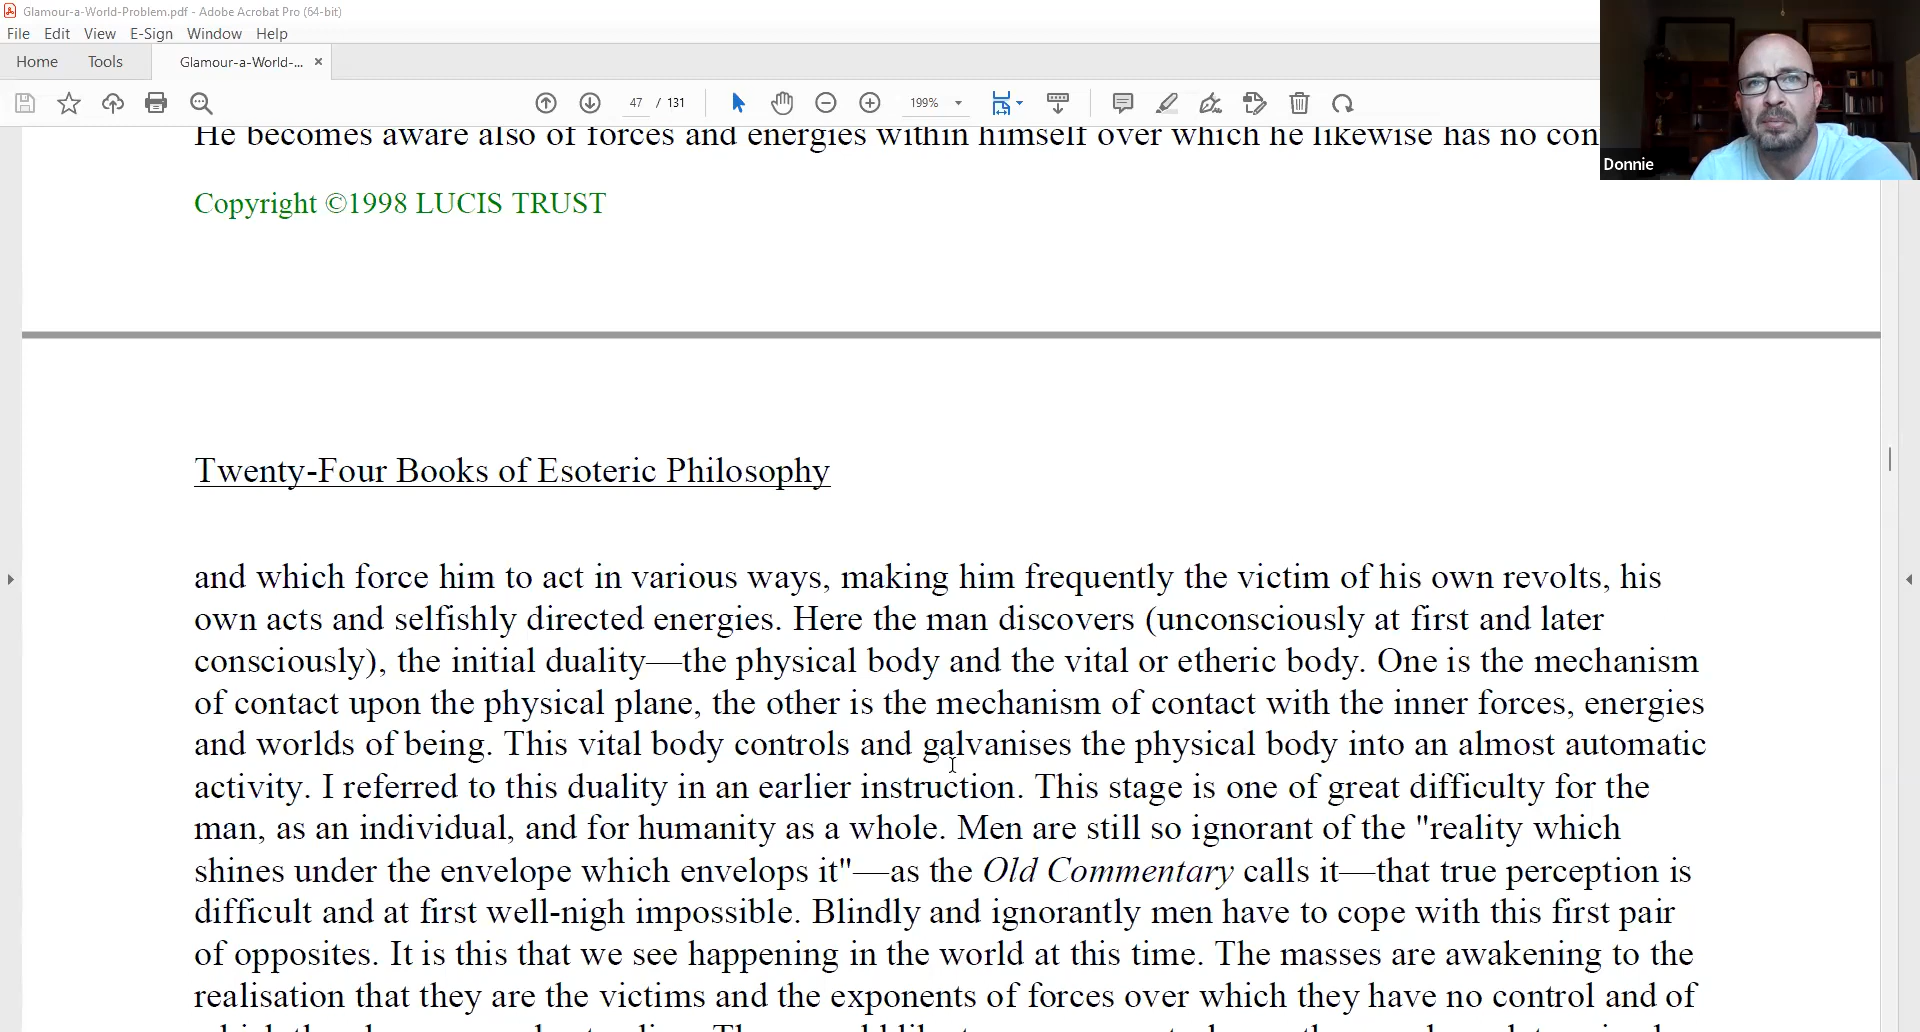 Glamour-a-World-Problem.pdf - Adobe Acrobat Pro (64-bit)
File Edit View E-Sign Window Help
Home Tools Glamour-a-World-... ×
47 / 131 199%
Donnie
He becomes aware also of forces and energies within himself over which he likewise has no con
Copyright ©1998 LUCIS TRUST
Twenty-Four Books of Esoteric Philosophy
and which force him to act in various ways, making him frequently the victim of his own revolts, his
own acts and selfishly directed energies. Here the man discovers (unconsciously at first and later
consciously), the initial duality—the physical body and the vital or etheric body. One is the mechanism
of contact upon the physical plane, the other is the mechanism of contact with the inner forces, energies
and worlds of being. This vital body controls and galvanises the physical body into an almost automatic
activity. I referred to this duality in an earlier instruction. This stage is one of great difficulty for the
man, as an individual, and for humanity as a whole. Men are still so ignorant of the "reality which
shines under the envelope which envelops it"—as the Old Commentary calls it—that true perception is
difficult and at first well-nigh impossible. Blindly and ignorantly men have to cope with this first pair
of opposites. It is this that we see happening in the world at this time. The masses are awakening to the
realisation that they are the victims and the exponents of forces over which they have no control and of